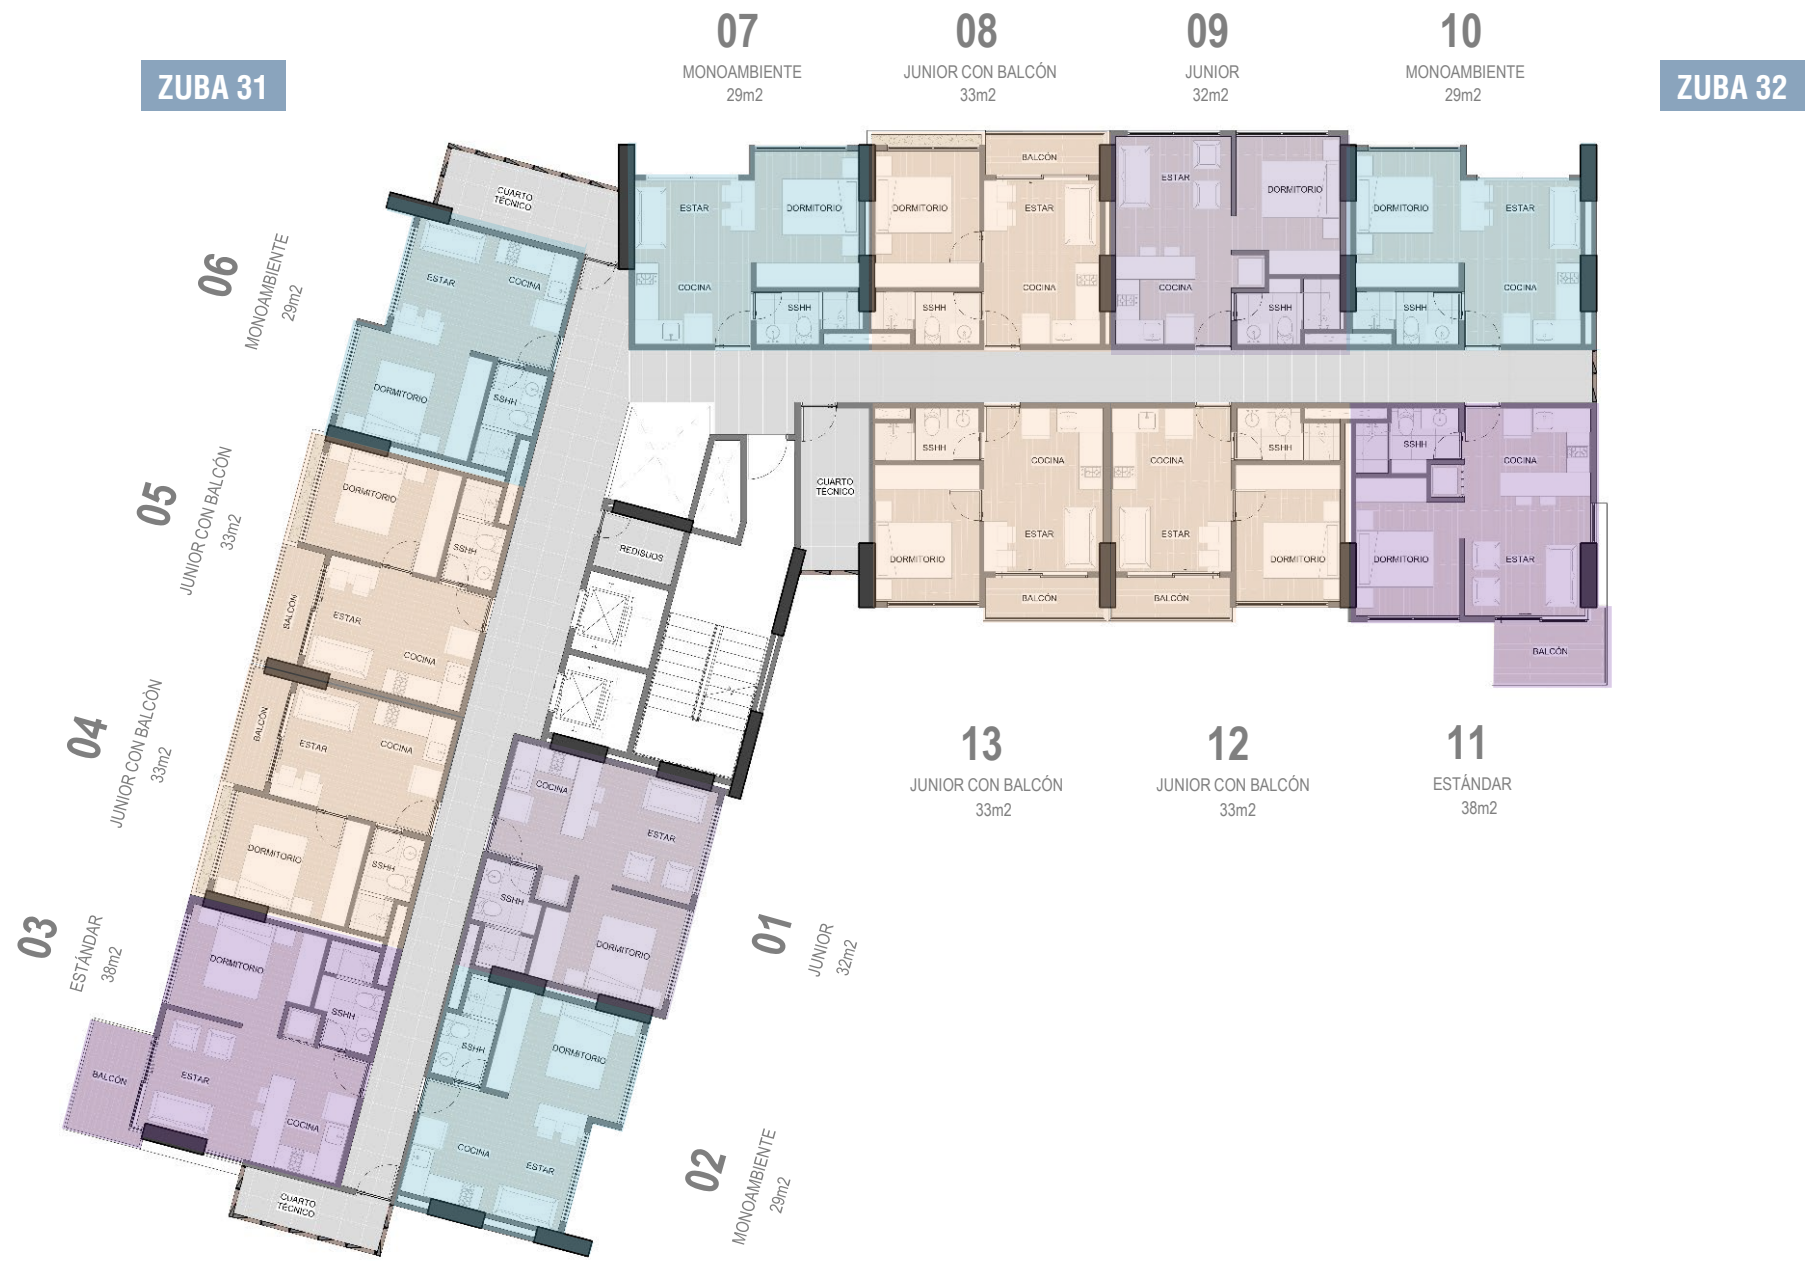 ZUBA 31
ZUBA 32
07
MONOAMBIENTE
29m2
08
JUNIOR CON BALCÓN
33m2
09
JUNIOR
32m2
10
MONOAMBIENTE
29m2
06
MONOAMBIENTE
29m2
05
JUNIOR CON BALCÓN
33m2
04
JUNIOR CON BALCÓN
33m2
03
ESTÁNDAR
38m2
01
JUNIOR
32m2
02
MONOAMBIENTE
29m2
13
JUNIOR CON BALCÓN
33m2
12
JUNIOR CON BALCÓN
33m2
11
ESTÁNDAR
38m2
CUARTO
TÉCNICO
ESTAR
DORMITORIO
COCINA
SSHH
BALCÓN
DORMITORIO
ESTAR
COCINA
SSHH
ESTAR
DORMITORIO
COCINA
SSHH
DORMITORIO
ESTAR
SSHH
COCINA
ESTAR
COCINA
DORMITORIO
SSHH
DORMITORIO
SSHH
BALCÓN
ESTAR
COCINA
BALCÓN
ESTAR
COCINA
DORMITORIO
SSHH
DORMITORIO
SSHH
BALCÓN
ESTAR
COCINA
CUARTO
TÉCNICO
REDISUOS
CUARTO
TÉCNICO
SSHH
COCINA
ESTAR
DORMITORIO
BALCÓN
COCINA
SSHH
ESTAR
DORMITORIO
BALCÓN
SSHH
COCINA
DORMITORIO
ESTAR
BALCÓN
COCINA
ESTAR
SSHH
DORMITORIO
SSHH
DORMITORIO
COCINA
ESTAR